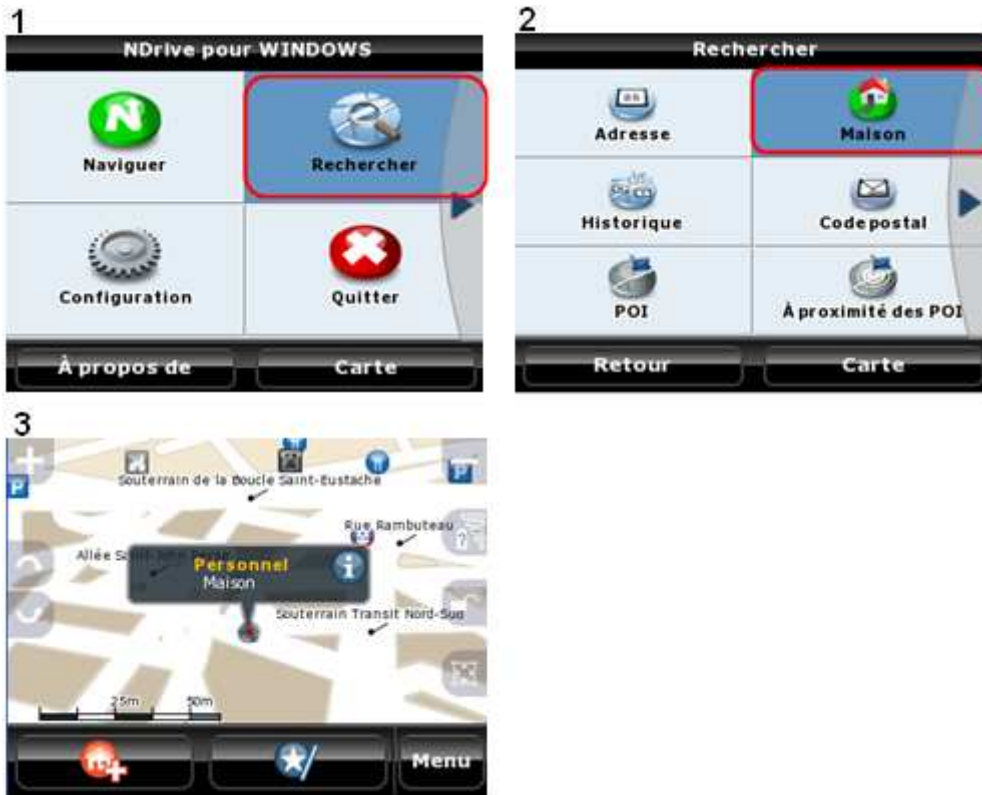 1
NDrive pour WINDOWS
Naviguer
Rechercher
Configuration
Quitter
À propos de
Carte
2
Rechercher
Adresse
Maison
Historique
Code postal
POI
À proximité des POI
Retour
Carte
3
Souterrain de la Boucle Saint-Eustache
P
P
Rue Rambuteau
?
Allée
Personnel
i
Maison
Souterrain Transit Nord-Sud
25m
50m
Menu